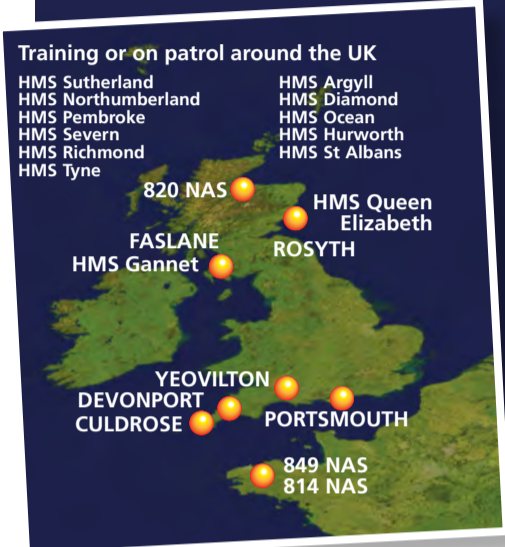 Training or on patrol around the UK
HMS Sutherland
HMS Northumberland
HMS Pembroke
HMS Severn
HMS Richmond
HMS Tyne
HMS Argyll
HMS Diamond
HMS Ocean
HMS Hurworth
HMS St Albans
820 NAS
HMS Queen
Elizabeth
ROSYTH
FASLANE
HMS Gannet
YEOVILTON
DEVONPORT
CULDROSE
PORTSMOUTH
849 NAS
814 NAS